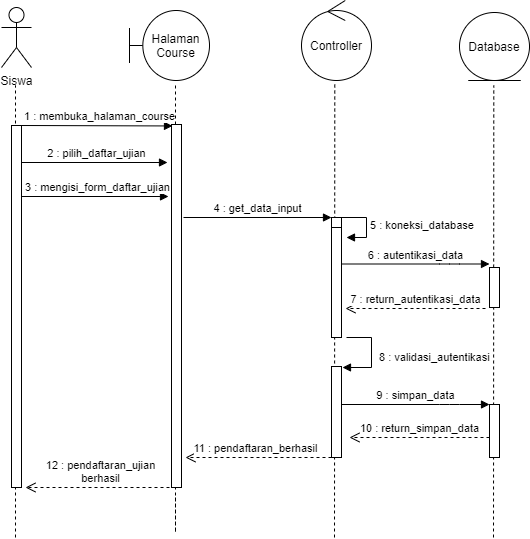 Halaman
Course
Controller
Database
Siswa
1 : membuka_halaman_course
2 : pilih_daftar_ujian
3 : mengisi_form_daftar_ujian
4 : get_data_input
5 : koneksi_database
6 : autentikasi_data
7 : return_autentikasi_data
8 : validasi_autentikasi
9 : simpan_data
10 : return_simpan_data
11 : pendaftaran_berhasil
12 : pendaftaran_ujian
berhasil